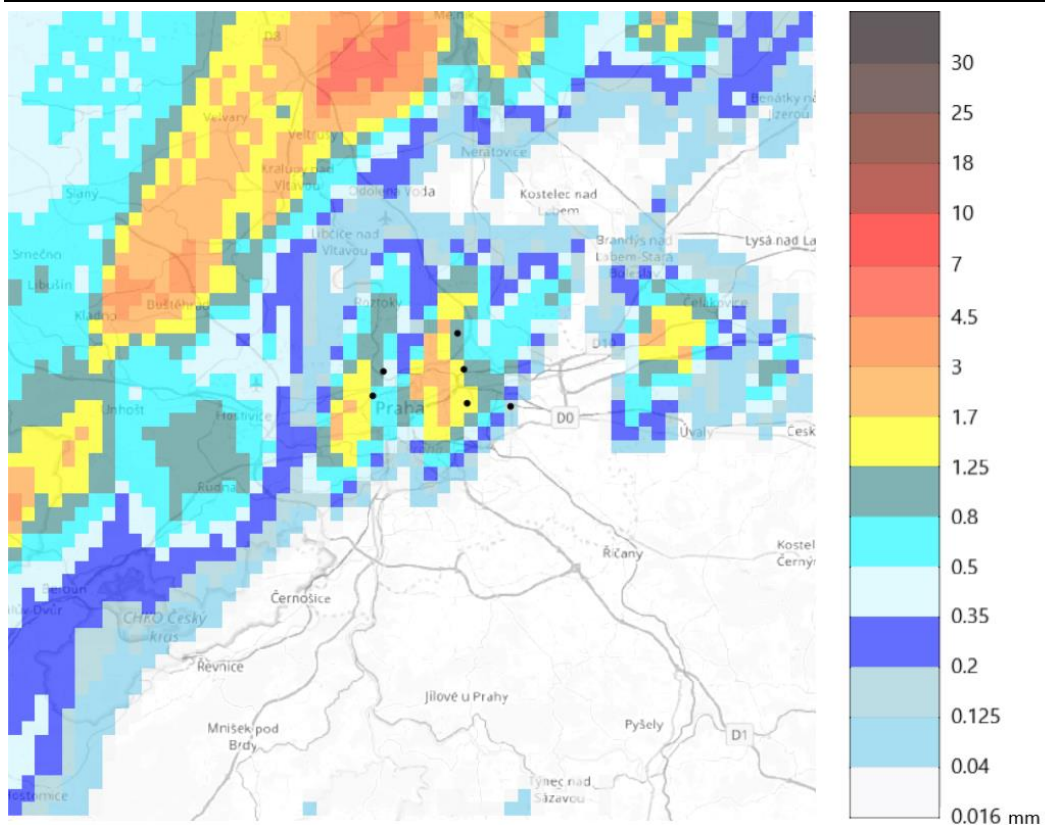 Mělník
D8
Benátky na
Jizerou
Velvary
Veltrusy
Neratovice
Kralupy nad
Vltavou
Slaný
Odolena Voda
Kostelec nad
Labem
Libčice nad
Vltavou
Brandýs nad
Labem-Stará
Boleslav
Lysá nad La
Smečno
Libušín
Buštěhrad
Roztoky
Čelákovice
Kladno
D10
Unhošť
Hostivice
Praha
D0
Úvaly
Česk
Rudná
Říčany
Kostel
Černým
Beroun
Černošice
CHKO Český
kras
Řevnice
Jílové u Prahy
Mníšek pod
Brdy
Pyšely
D1
Týnec nad
Sázavou
Hostomice
30
25
18
10
7
4.5
3
1.7
1.25
0.8
0.5
0.35
0.2
0.125
0.04
0.016 mm